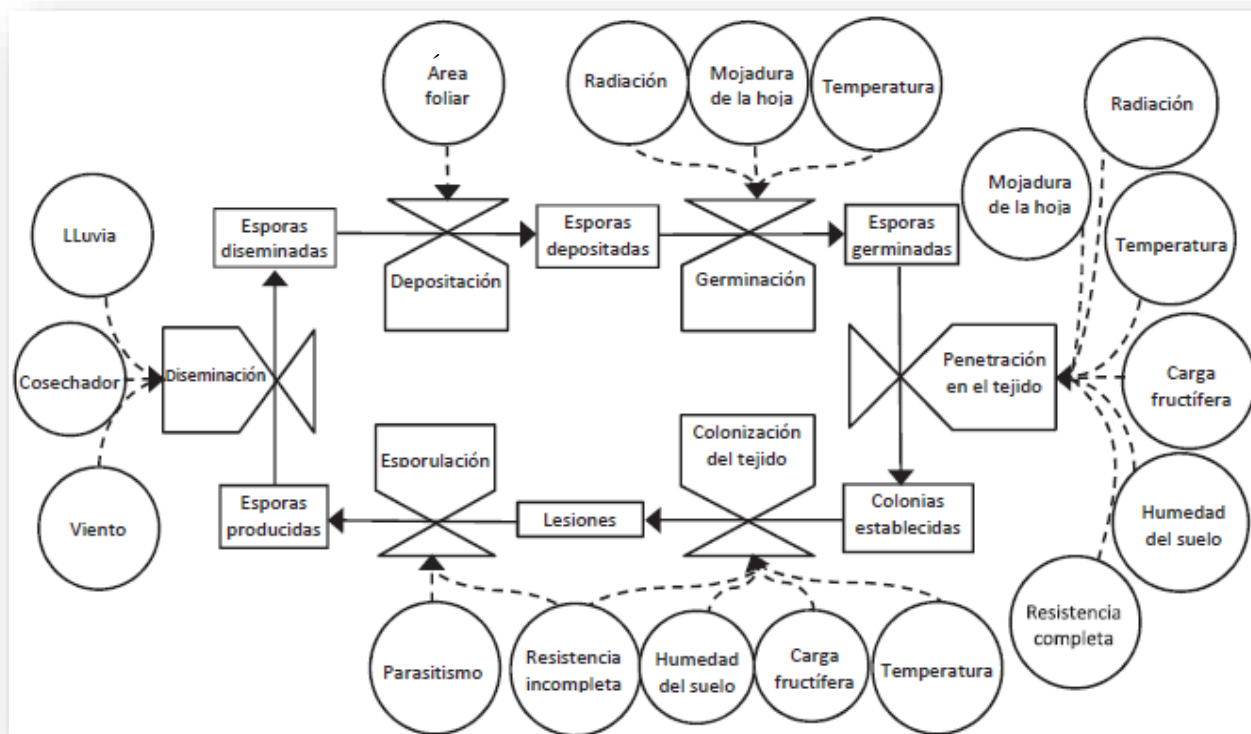 Área
foliar
Radiación
Mojadura
de la hoja
Temperatura
Radiación
Mojadura
de la hoja
Temperatura
LLuvia
Esporas
diseminadas
Esporas
depositadas
Esporas
germinadas
Depositación
Germinación
Cosechador
Diseminación
Penetración
en el tejido
Carga
fructífera
Esporulación
Colonización
del tejido
Viento
Esporas
producidas
Lesiones
Colonias
establecidas
Humedad
del suelo
Resistencia
completa
Parasitismo
Resistencia
incompleta
Humedad
del suelo
Carga
fructífera
Temperatura